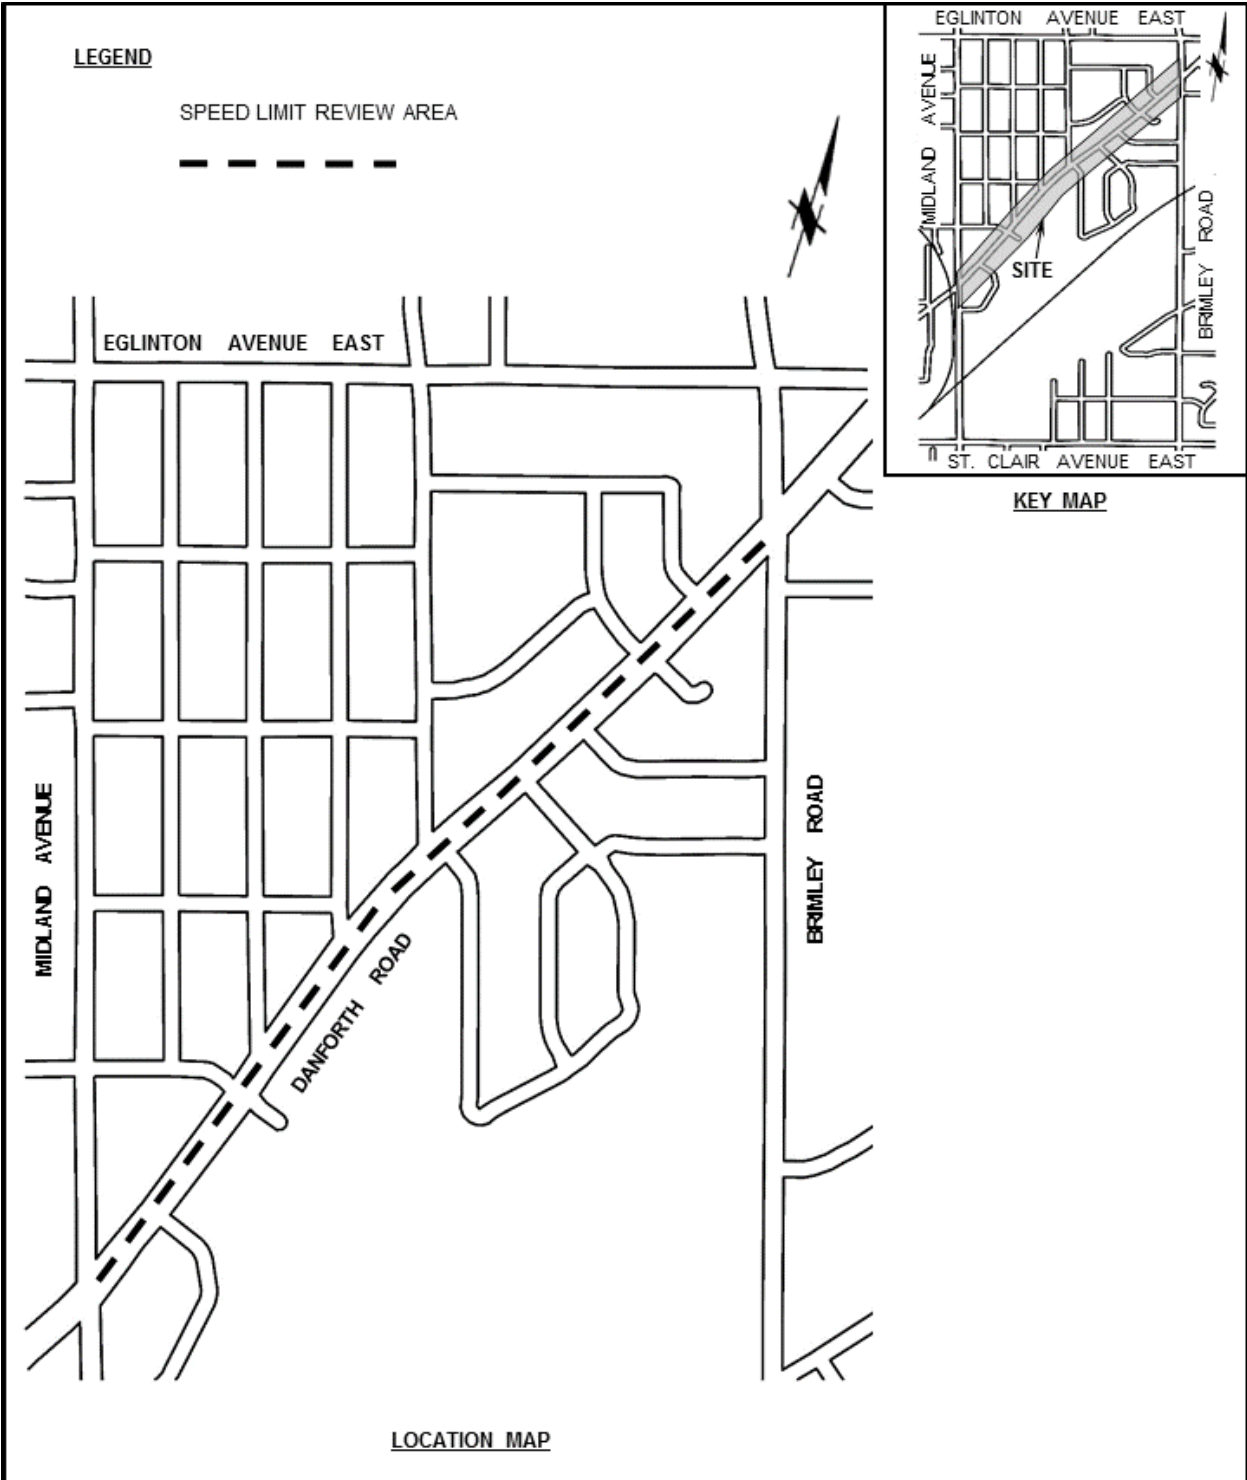 LEGEND
SPEED LIMIT REVIEW AREA
EGLINTON AVENUE EAST
MIDLAND AVENUE
DANFORTH ROAD
BRIMLEY ROAD
LOCATION MAP
EGLINTON AVENUE EAST
MIDLAND AVENUE
SITE
BRIMLEY ROAD
ST. CLAIR AVENUE EAST
KEY MAP